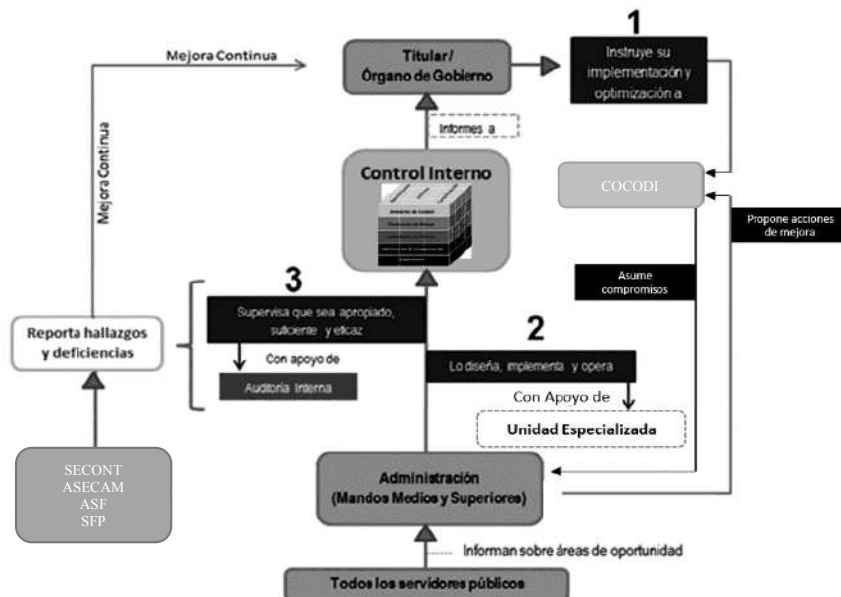 1
Mejora Continua
Titular/
Órgano de Gobierno
Instruye su
implementación y
optimización a
Informes a
Mejora Continua
Control Interno
COCODI
Propone acciones
de mejora
Asume
compromisos
3
Supervisa que sea apropiado,
suficiente y eficaz
2
Reporta hallazgos
y deficiencias
Con apoyo de
Lo diseña, implementa y opera
Auditoría Interna
Con Apoyo de
Unidad Especializada
SECONT
ASECAM
ASF
SFP
Administración
(Mandos Medios y Superiores)
Informan sobre áreas de oportunidad
Todos los servidores públicos